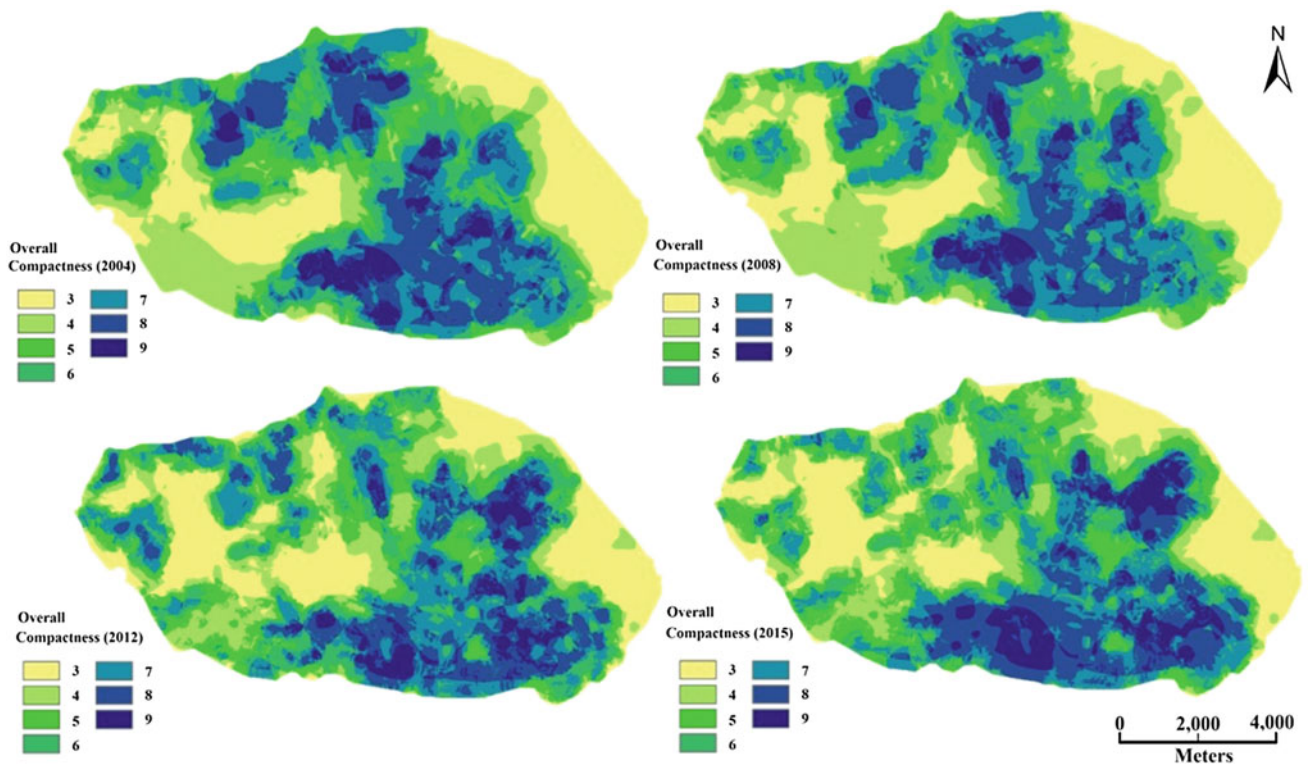 N
Overall
Compactness (2004)
3 7
4 8
5 9
6
Overall
Compactness (2008)
3 7
4 8
5 9
6
Overall
Compactness (2012)
3 7
4 8
5 9
6
Overall
Compactness (2015)
3 7
4 8
5 9
6
0 2,000 4,000
Meters